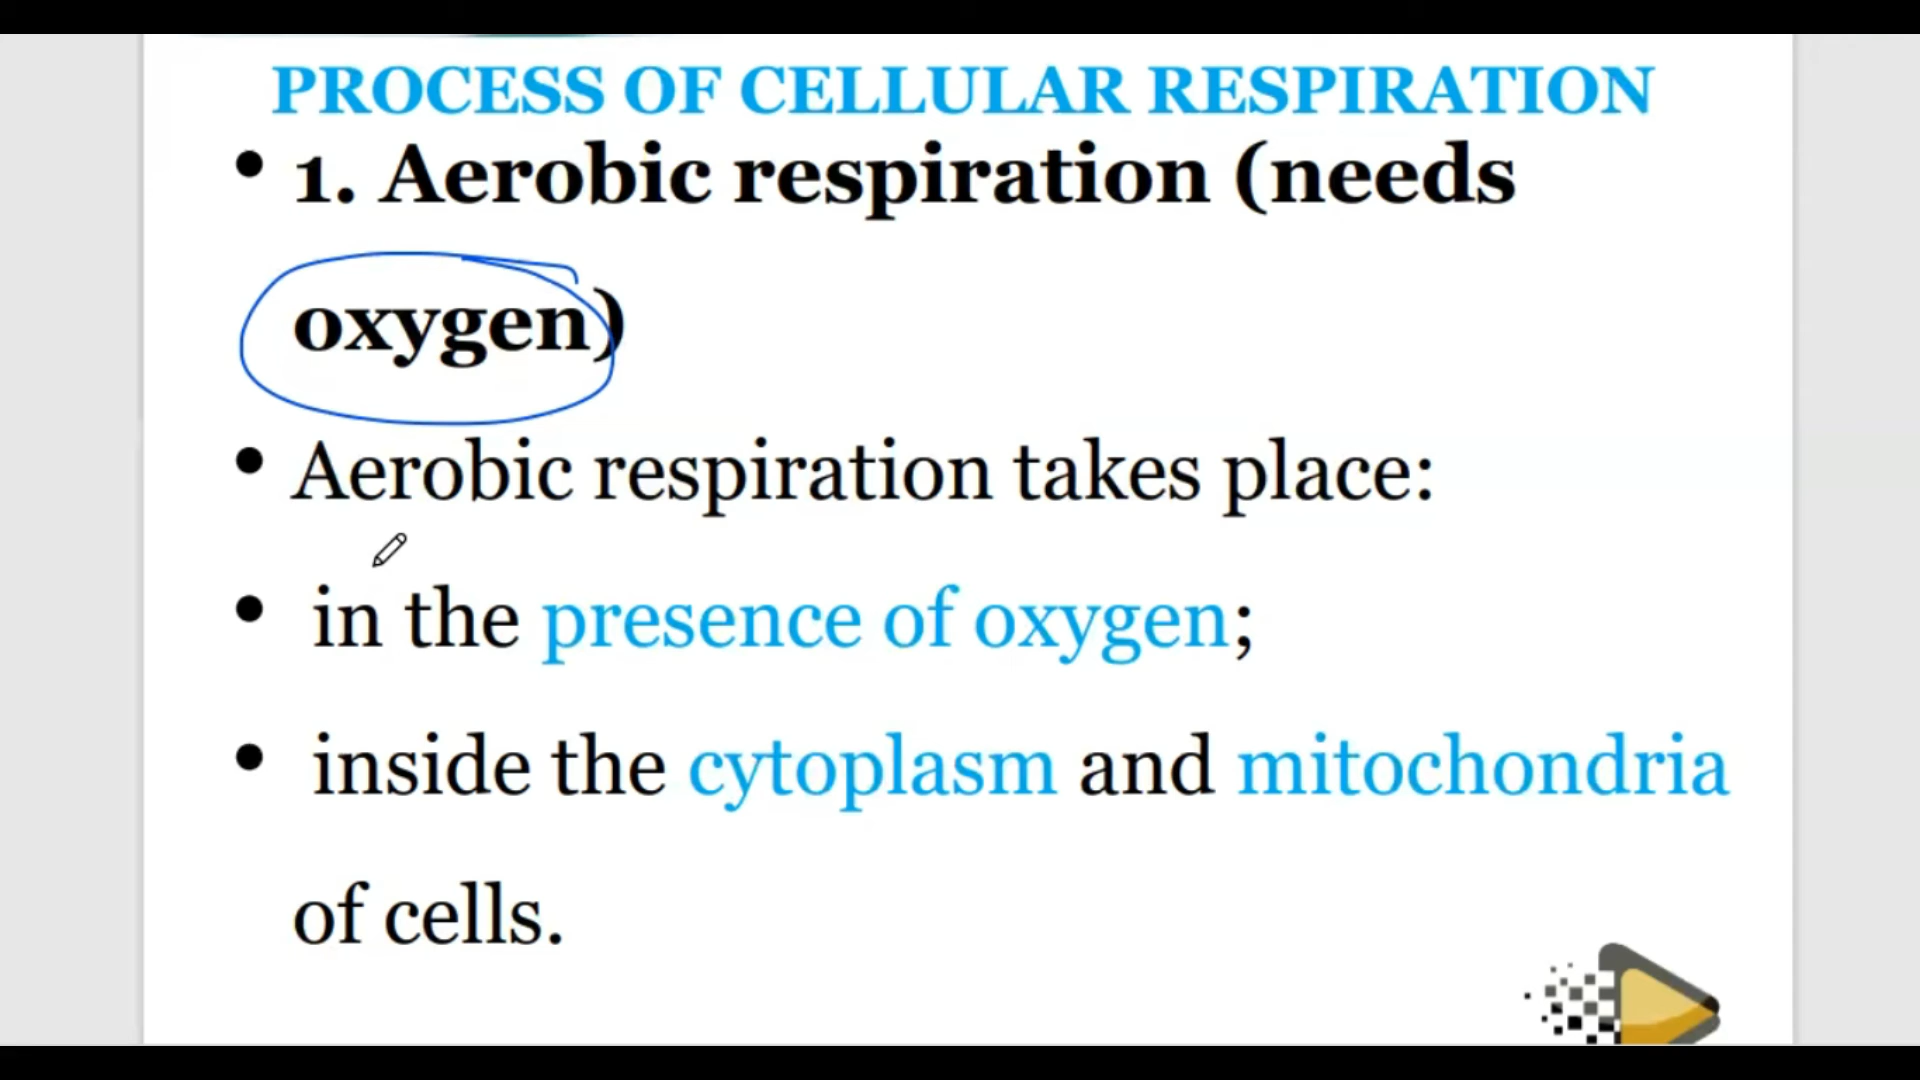 PROCESS OF CELLULAR RESPIRATION
• 1. Aerobic respiration (needs
oxygen)
• Aerobic respiration takes place:
• in the presence of oxygen;
• inside the cytoplasm and mitochondria
of cells.